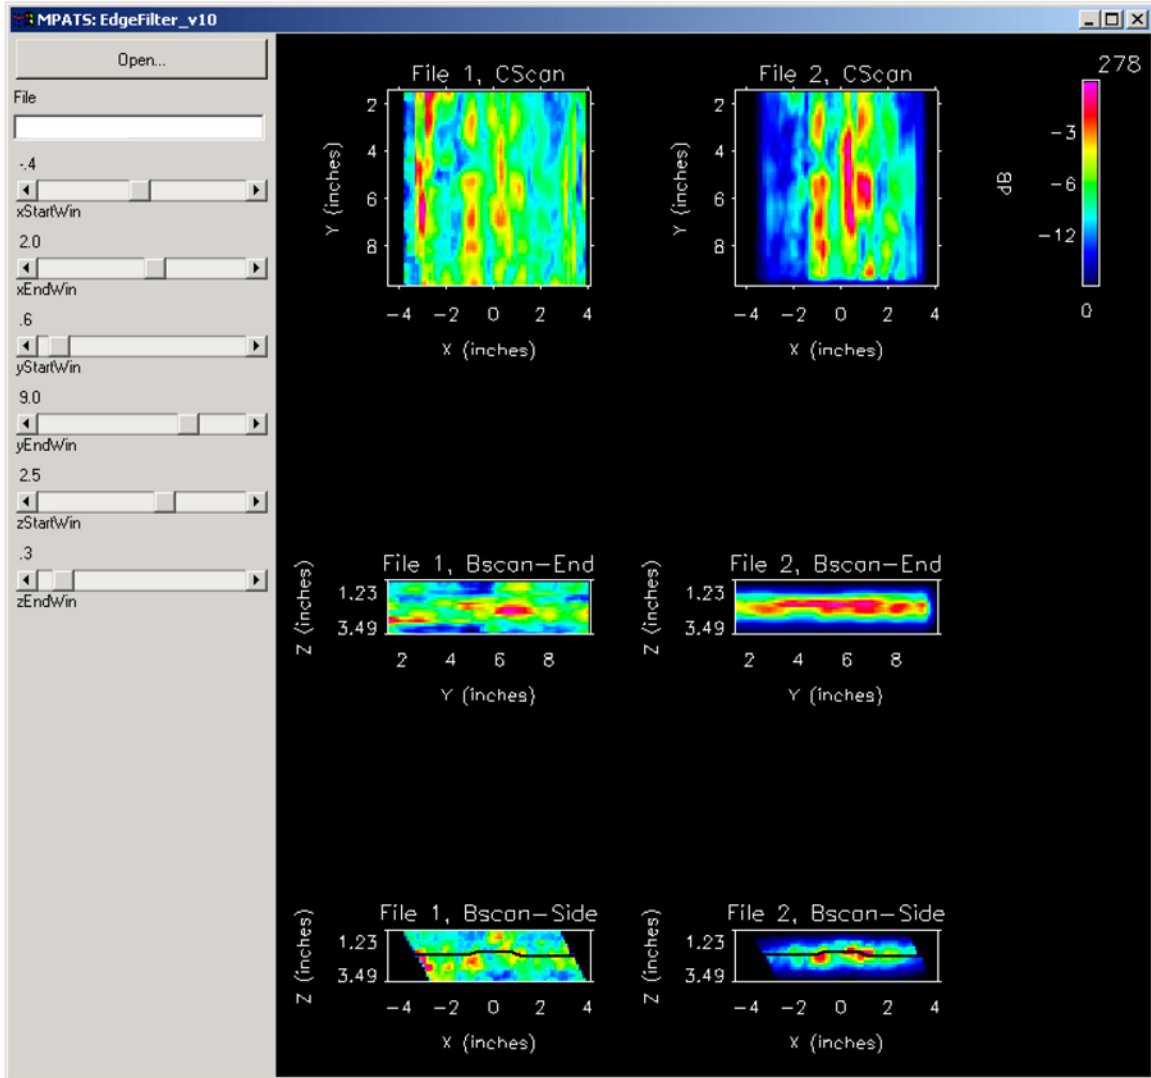 MPATS: EdgeFilter_v10
Open...
File
-.4
xStartWin
2.0
xEndWin
.6
yStartWin
9.0
yEndWin
2.5
zStartWin
.3
zEndWin
File 1, CScan
Y (inches)
2
4
6
8
-4 -2 0 2 4
X (inches)
File 2, CScan
Y (inches)
2
4
6
8
-4 -2 0 2 4
X (inches)
278
dB
-3
-6
-12
0
File 1, Bscan-End
Z (inches)
1.23
3.49
2 4 6 8
Y (inches)
File 2, Bscan-End
Z (inches)
1.23
3.49
2 4 6 8
Y (inches)
File 1, Bscan-Side
Z (inches)
1.23
3.49
-4 -2 0 2 4
X (inches)
File 2, Bscan-Side
Z (inches)
1.23
3.49
-4 -2 0 2 4
X (inches)